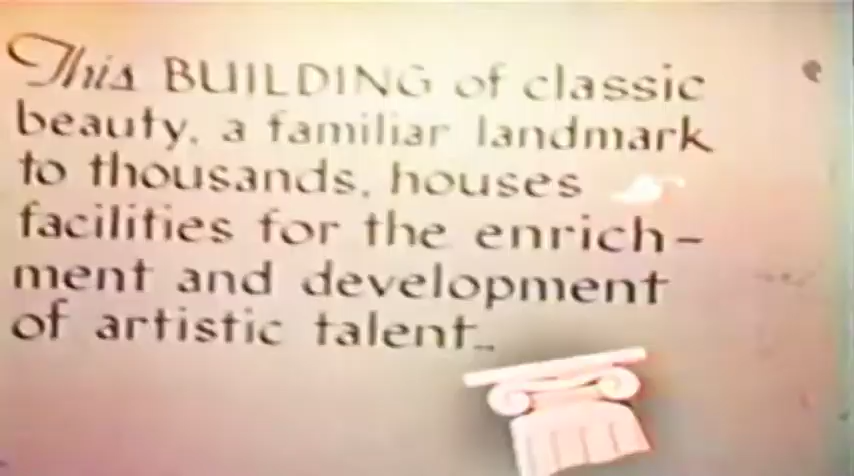 This BUILDING of classic
beauty, a familiar landmark
to thousands, houses
facilities for the enrich-
ment and development
of artistic talent..